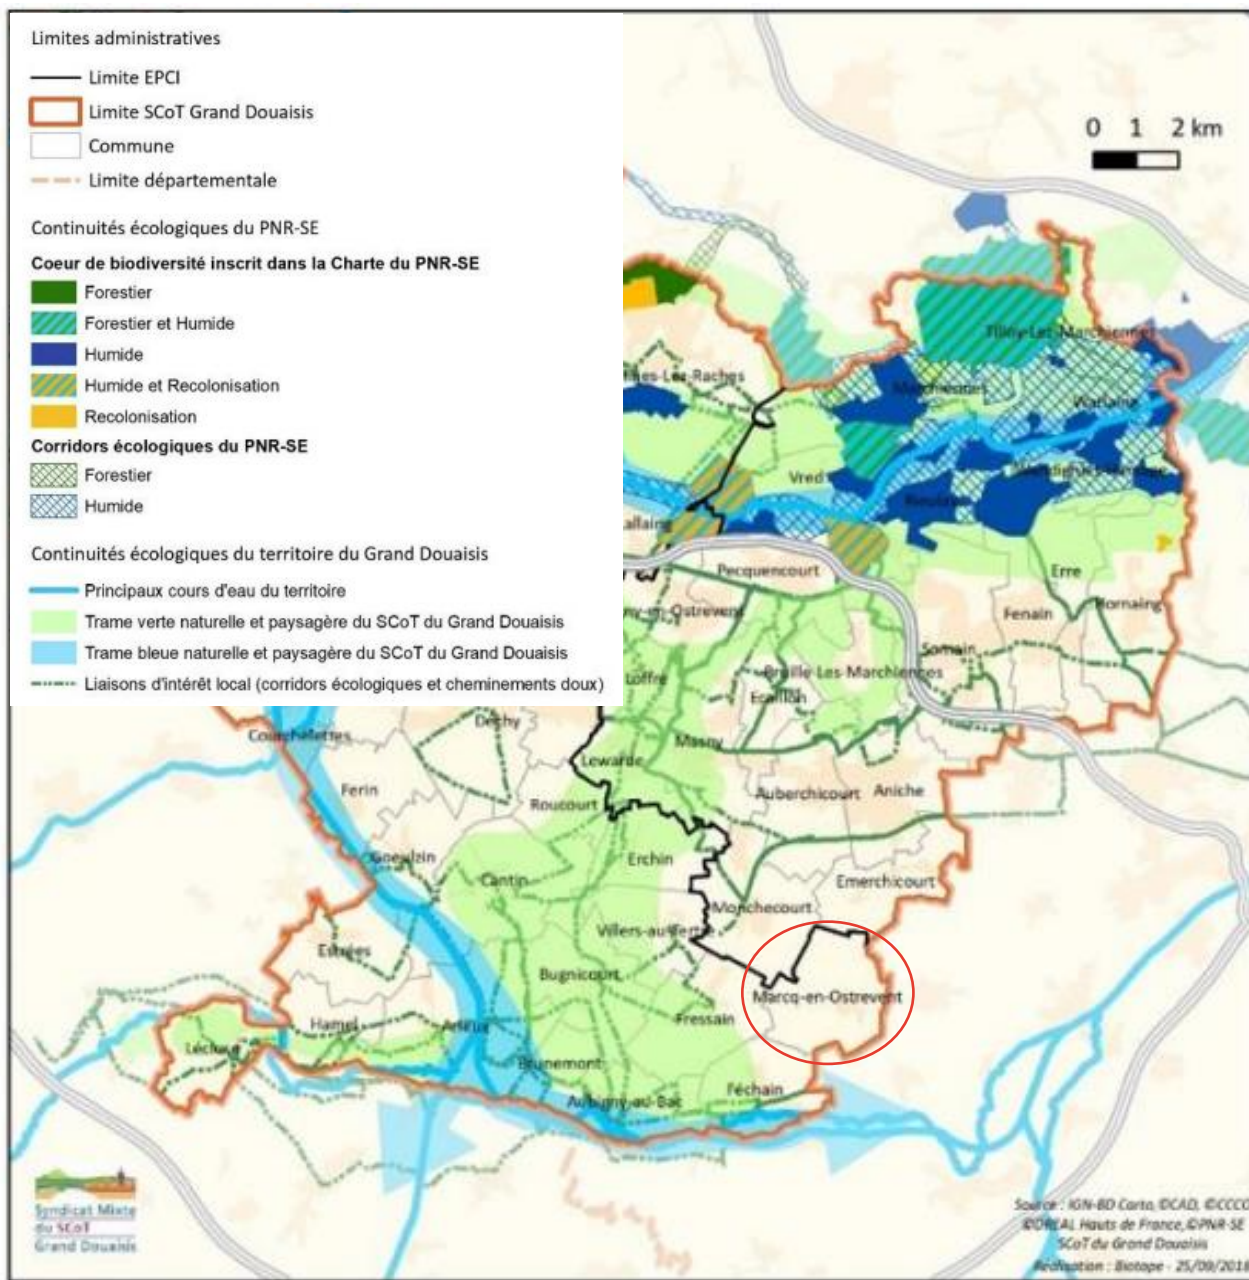 Limites administratives
Limite EPCI
Limite SCoT Grand Douaisis
Commune
Limite départementale
Continuités écologiques du PNR-SE
Coeur de biodiversité inscrit dans la Charte du PNR-SE
Forestier
Forestier et Humide
Humide
Humide et Recolonisation
Recolonisation
Corridors écologiques du PNR-SE
Forestier
Humide
Continuités écologiques du territoire du Grand Douaisis
Principaux cours d'eau du territoire
Trame verte naturelle et paysagère du SCoT du Grand Douaisis
Trame bleue naturelle et paysagère du SCoT du Grand Douaisis
Liaisons d'intérêt local (corridors écologiques et cheminements doux)
0 1 2 km
Tilloy-Lez-Marchiennes
es-Lez-Raches
Marchiennes
Warlaing
Vred
allaing
Pecquencourt
Erre
ny-en-Ostrevent
Fenain
Hornaing
Somain
Loffre
Bruille-Lez-Marchiennes
Ecaillon
Dechy
Courchelettes
Masny
Lewarde
Ferin
Roucourt
Auberchicourt
Aniche
Goeulzin
Erchin
Cantin
Emerchicourt
Monchecourt
Villers-au-Tertre
Estrées
Bugnicourt
Marcq-en-Ostrevent
Hamel
Arleux
Fressain
Lécluse
Brunemont
Féchain
Aubigny-au-Bac
Syndicat Mixte
du SCoT
Grand Douaisis
Source : IGN-BD Carto, ©CAD, ©CCCO
©DREAL Hauts de France, ©PNR-SE
SCoT du Grand Douaisis
Réalisation : Biotope - 25/09/2018